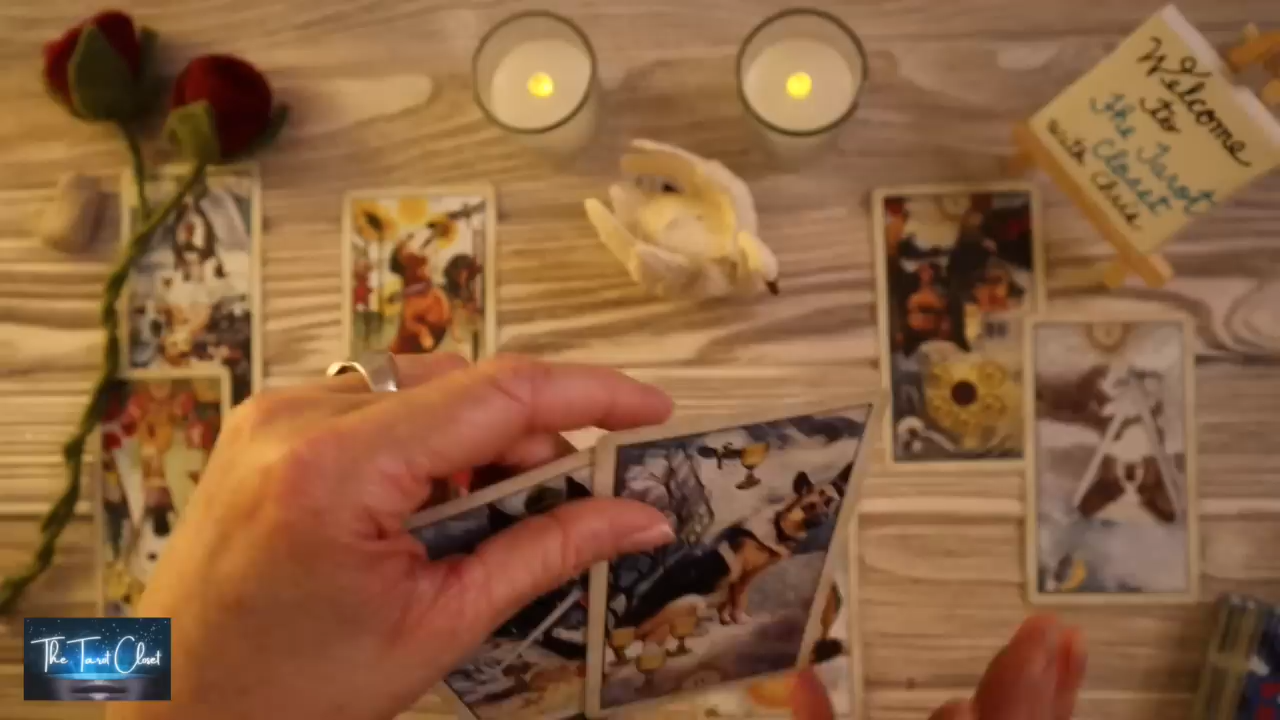 Welcome
to
the Tarot
Closet
with Chris
The Tarot Closet